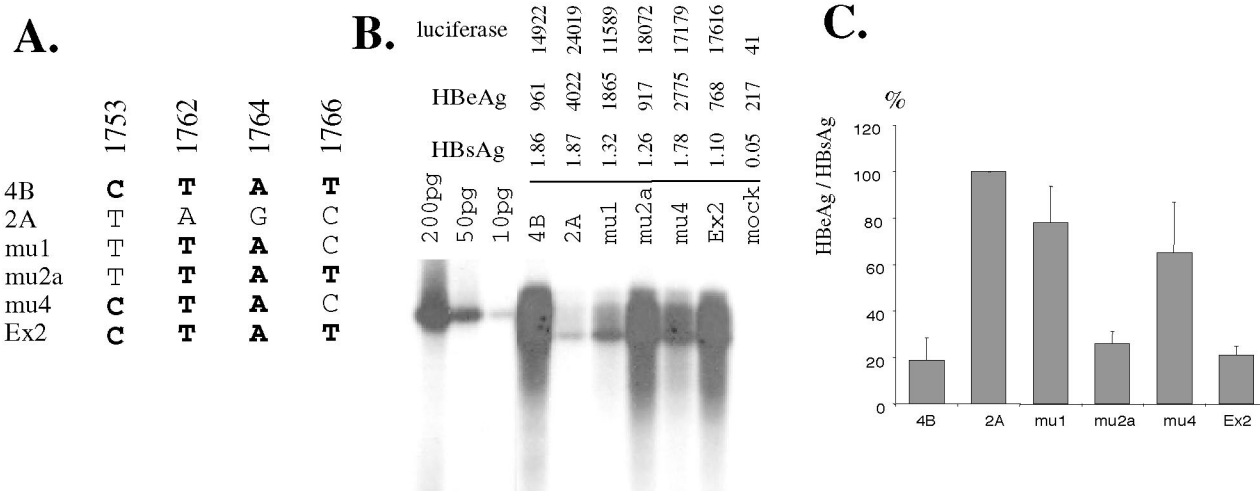 A.
1753 1762 1764 1766
4B C T A T
2A T A G C
mu1 T T A C
mu2a T T A T
mu4 C T A C
Ex2 C T A T
B.
luciferase 14922 24019 11589 18072 17179 17616 41
HBeAg 961 4022 1865 917 2775 768 217
HBsAg 1.86 1.87 1.32 1.26 1.78 1.10 0.05
200pg 50pg 10pg 4B 2A mu1 mu2a mu4 Ex2 mock
C.
%
HBeAg / HBsAg
120
100
80
60
40
20
0
4B 2A mu1 mu2a mu4 Ex2